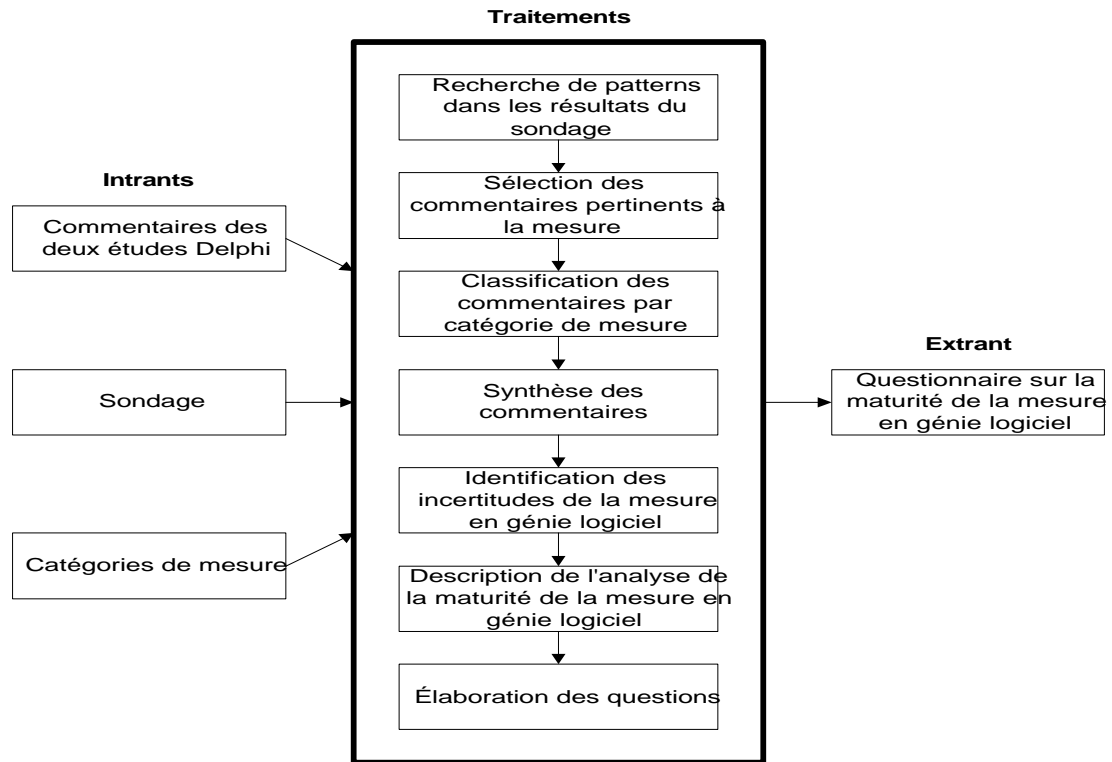 Traitements
Intrants
Commentaires des
deux études Delphi
Sondage
Catégories de mesure
Recherche de patterns
dans les résultats du
sondage
Sélection des
commentaires pertinents à
la mesure
Classification des
commentaires par
catégorie de mesure
Synthèse des
commentaires
Identification des
incertitudes de la mesure
en génie logiciel
Description de l'analyse de
la maturité de la mesure en
génie logiciel
Élaboration des questions
Extrant
Questionnaire sur la
maturité de la mesure
en génie logiciel